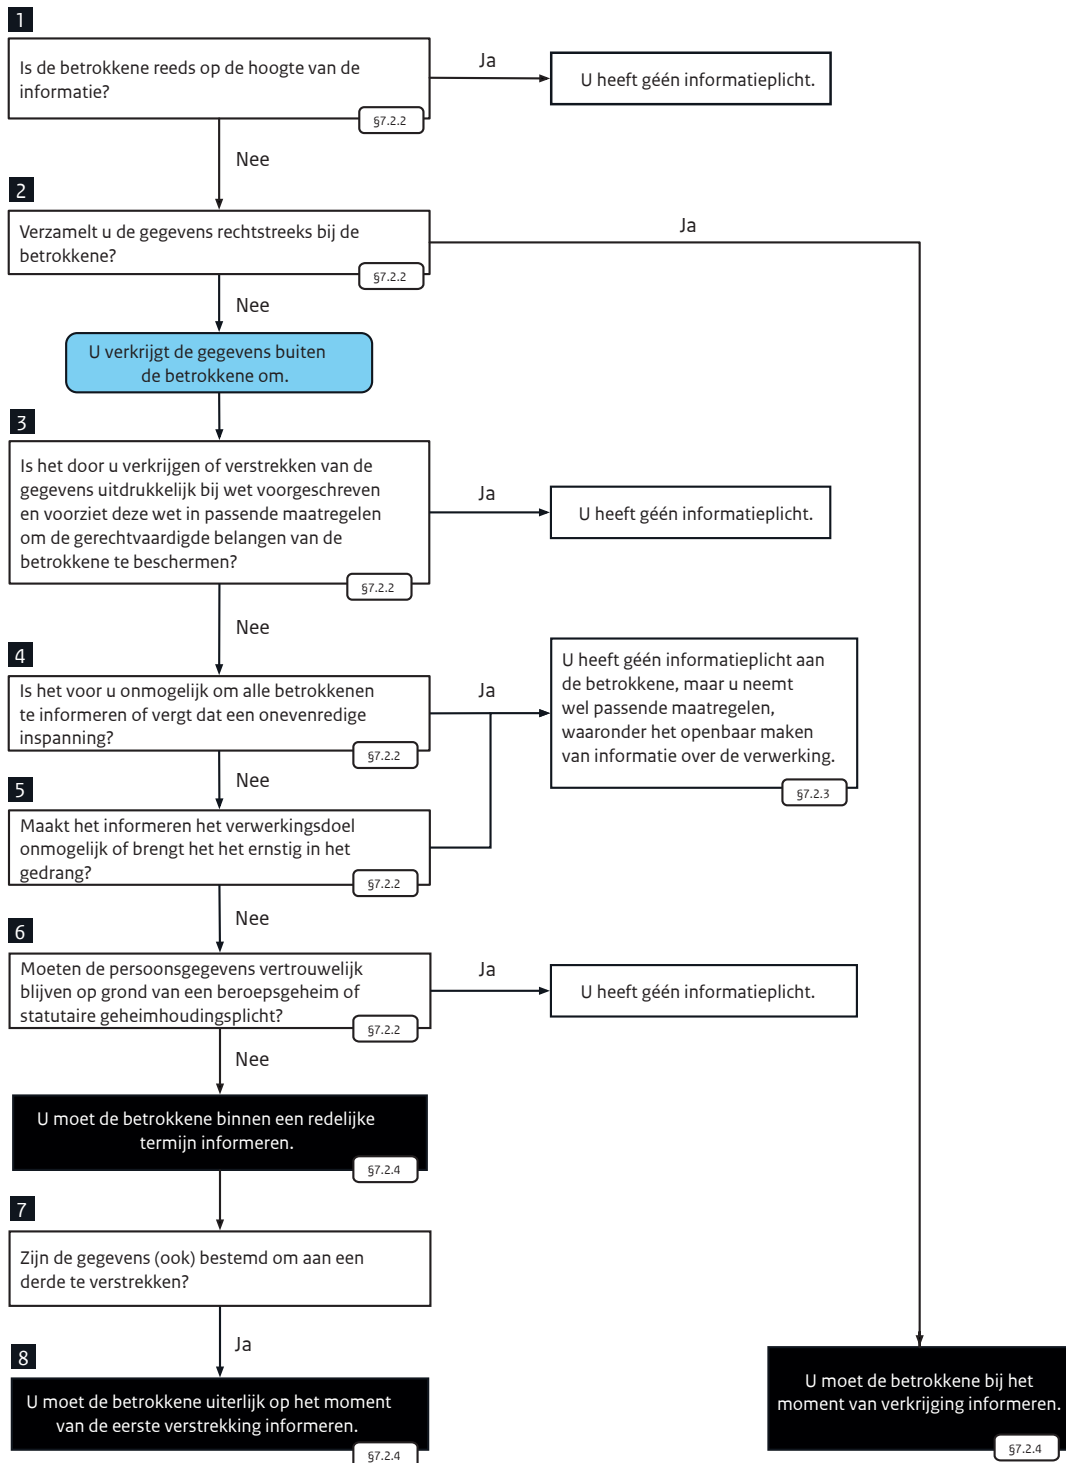 1
Is de betrokkene reeds op de hoogte van de
informatie?
§7.2.2
Ja
U heeft géén informatieplicht.
Nee
2
Verzamelt u de gegevens rechtstreeks bij de
betrokkene?
§7.2.2
Ja
Nee
U verkrijgt de gegevens buiten
de betrokkene om.
3
Is het door u verkrijgen of verstrekken van de
gegevens uitdrukkelijk bij wet voorgeschreven
en voorziet deze wet in passende maatregelen
om de gerechtvaardigde belangen van de
betrokkene te beschermen?
§7.2.2
Ja
U heeft géén informatieplicht.
Nee
4
Is het voor u onmogelijk om alle betrokkenen
te informeren of vergt dat een onevenredige
inspanning?
§7.2.2
Ja
U heeft géén informatieplicht aan
de betrokkene, maar u neemt
wel passende maatregelen,
waaronder het openbaar maken
van informatie over de verwerking.
§7.2.3
Nee
5
Maakt het informeren het verwerkingsdoel
onmogelijk of brengt het het ernstig in het
gedrang?
§7.2.2
Nee
6
Moeten de persoonsgegevens vertrouwelijk
blijven op grond van een beroepsgeheim of
statutaire geheimhoudingsplicht?
§7.2.2
Ja
U heeft géén informatieplicht.
Nee
U moet de betrokkene binnen een redelijke
termijn informeren.
§7.2.4
7
Zijn de gegevens (ook) bestemd om aan een
derde te verstrekken?
Ja
8
U moet de betrokkene uiterlijk op het moment
van de eerste verstrekking informeren.
§7.2.4
U moet de betrokkene bij het
moment van verkrijging informeren.
§7.2.4